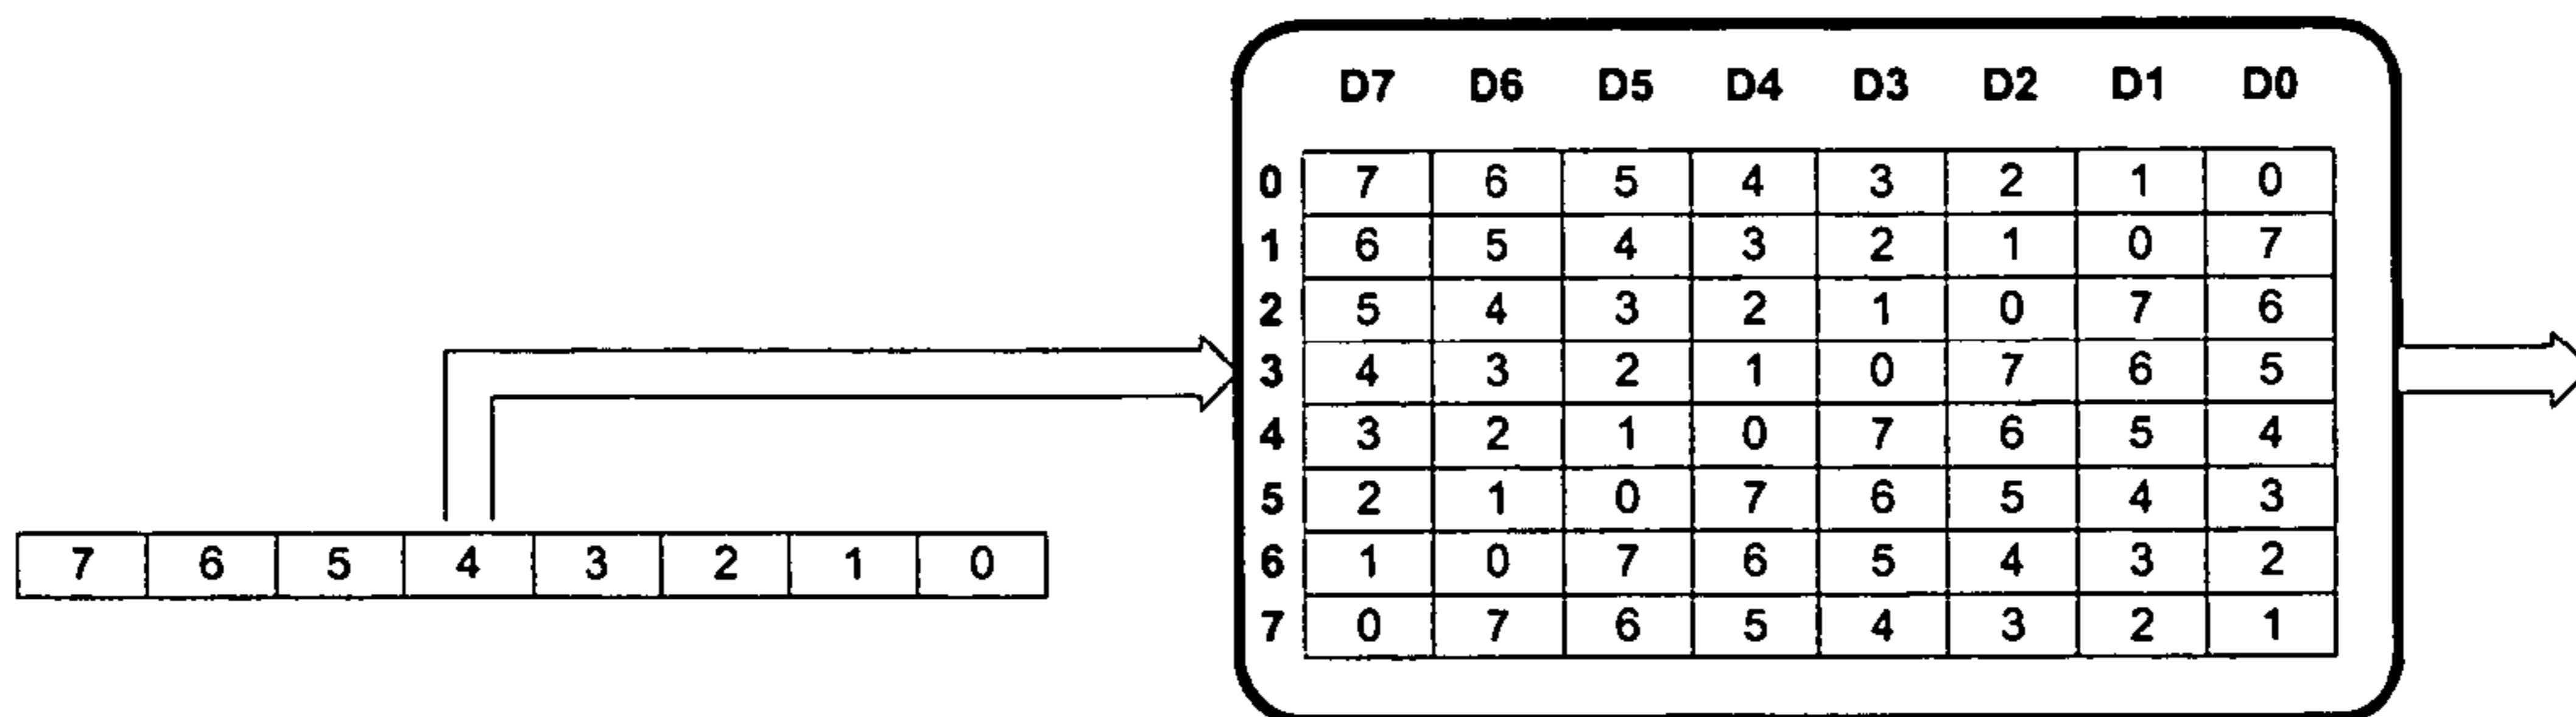 D7 D6 D5 D4 D3 D2 D1 D0
0 7 6 5 4 3 2 1 0
1 6 5 4 3 2 1 0 7
2 5 4 3 2 1 0 7 6
3 4 3 2 1 0 7 6 5
4 3 2 1 0 7 6 5 4
5 2 1 0 7 6 5 4 3
7 6 5 4 3 2 1 0
6 1 0 7 6 5 4 3 2
7 0 7 6 5 4 3 2 1